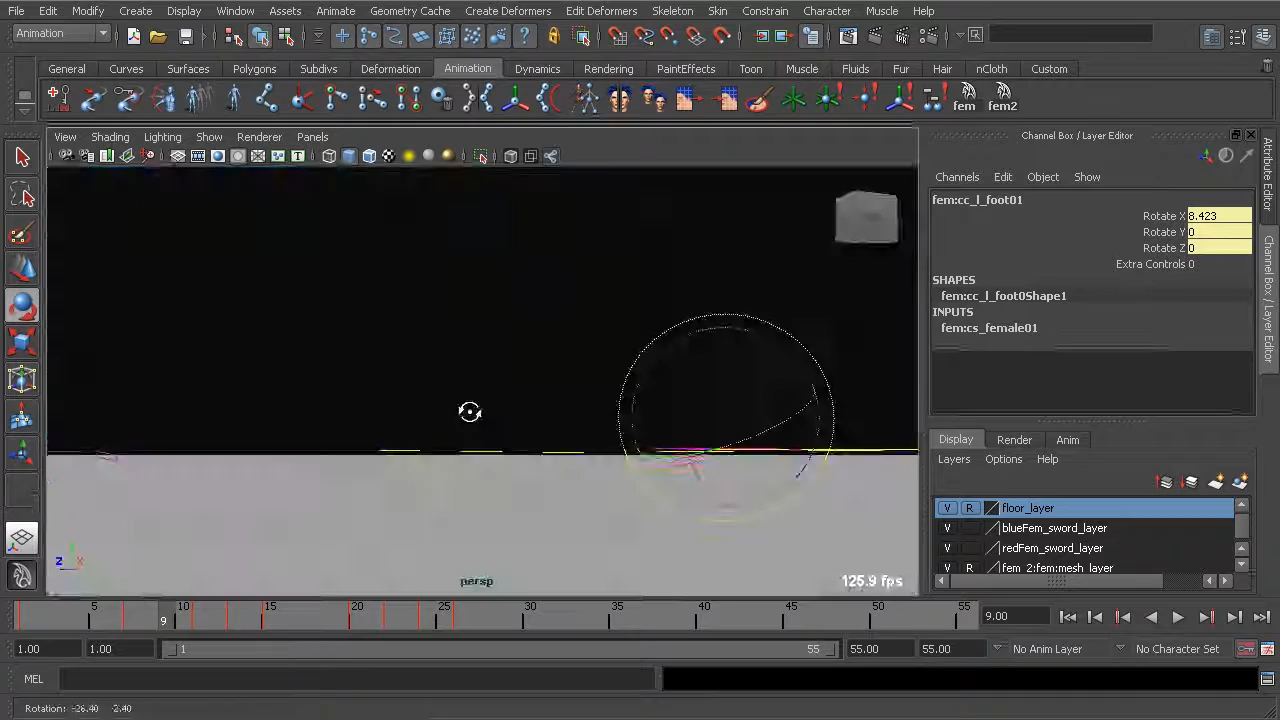 File Edit Modify Create Display Window Assets Animate Geometry Cache Create Deformers Edit Deformers Skeleton Skin Constrain Character Muscle Help
Animation
General Curves Surfaces Polygons Subdivs Deformation Animation Dynamics Rendering PaintEffects Toon Muscle Fluids Fur Hair nCloth Custom
fem fem2
View Shading Lighting Show Renderer Panels
Channel Box / Layer Editor
Channels Edit Object Show
fem:cc_l_foot01
Rotate X 8.423
Rotate Y 0
Rotate Z 0
Extra Controls 0
SHAPES
fem:cc_l_foot0Shape1
INPUTS
fem:cs_female01
Attribute Editor
Channel Box / Layer Editor
Display Render Anim
Layers Options Help
V R floor_layer
V blueFem_sword_layer
V redFem_sword_layer
V R fem_2:fem:mesh_layer
z x
persp
125.9 fps
5 9 10 15 20 25 30 35 40 45 50 55
9.00
1.00 1.00 1 55 55.00 55.00 No Anim Layer No Character Set
MEL
Rotation: -26.40 2.40